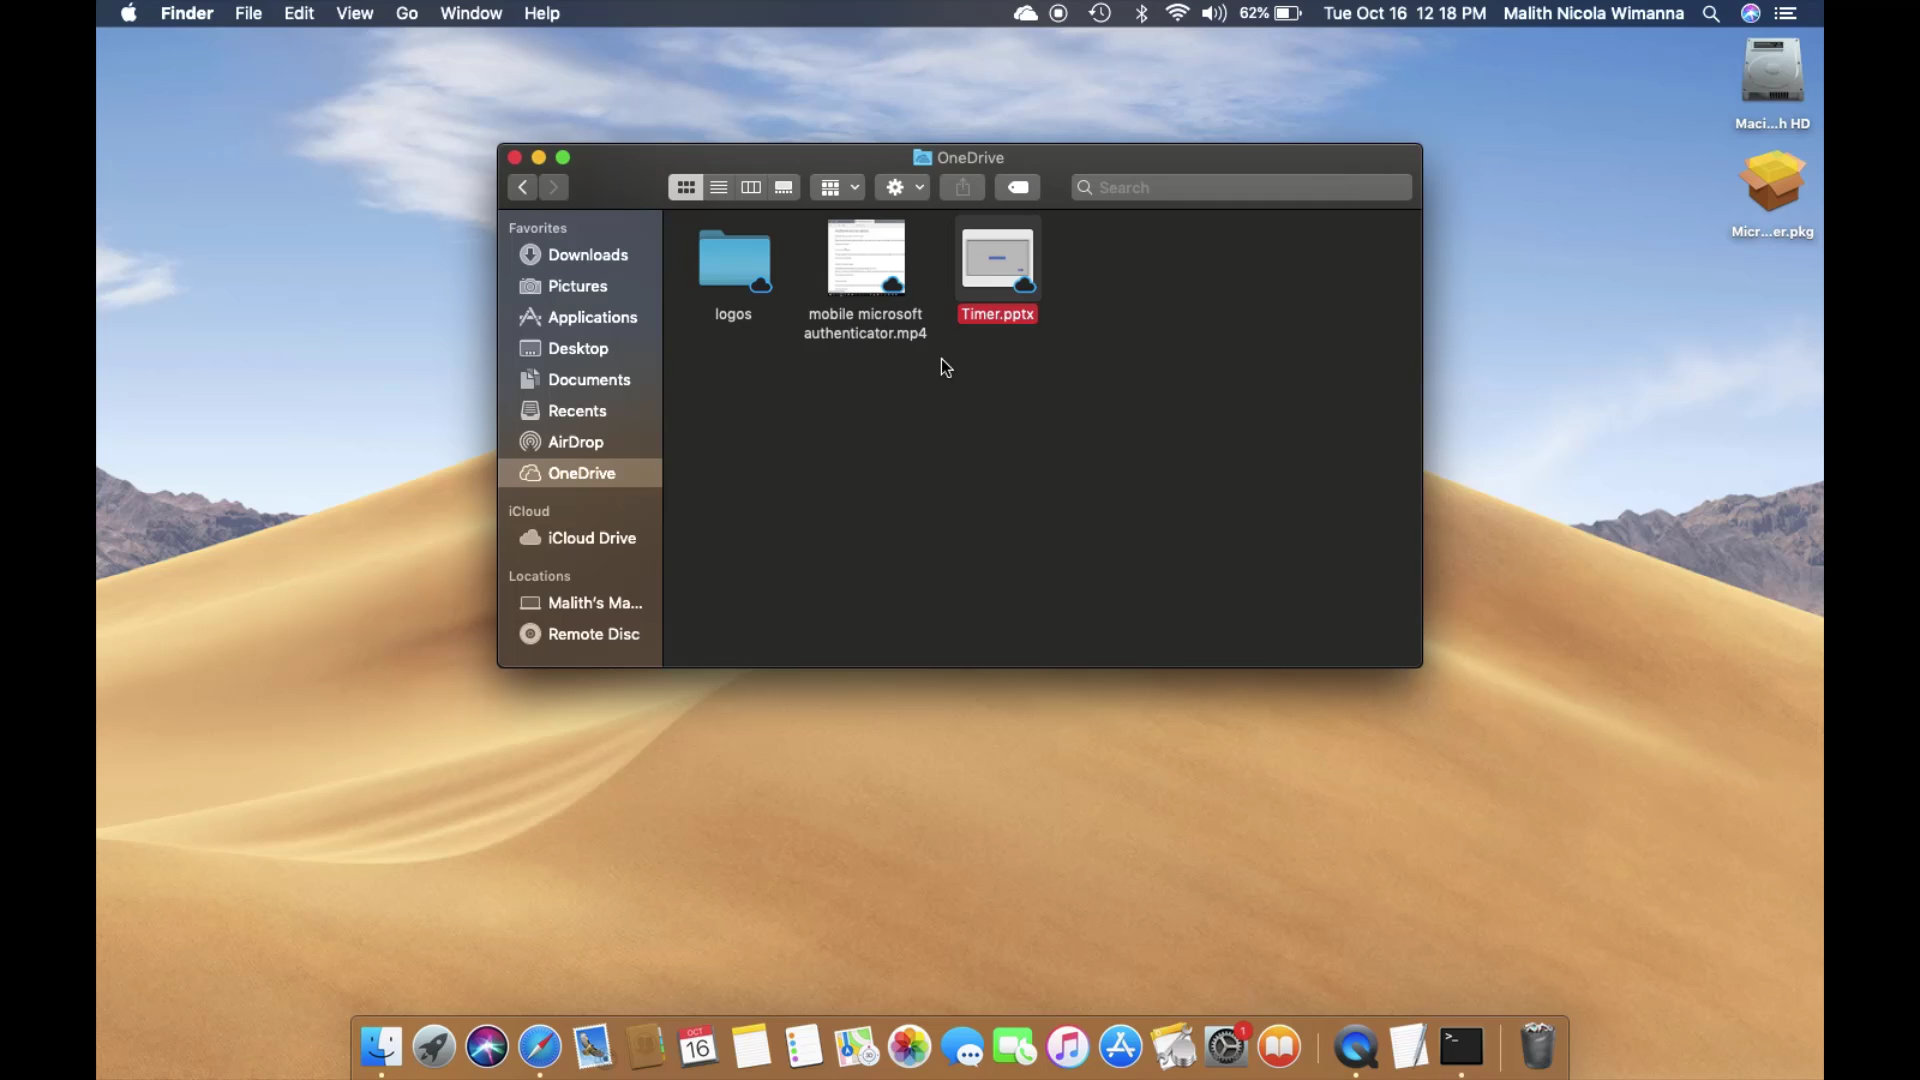 Finder File Edit View Go Window Help 62% Tue Oct 16 12:18 PM Malith Nicola Wimanna
Maci...h HD
Micr...er.pkg
OneDrive
Search
Favorites
Downloads
Pictures
Applications
Desktop
Documents
Recents
AirDrop
OneDrive
iCloud
iCloud Drive
Locations
Malith's Ma...
Remote Disc
logos
mobile microsoft
authenticator.mp4
Timer.pptx
OCT
16
1